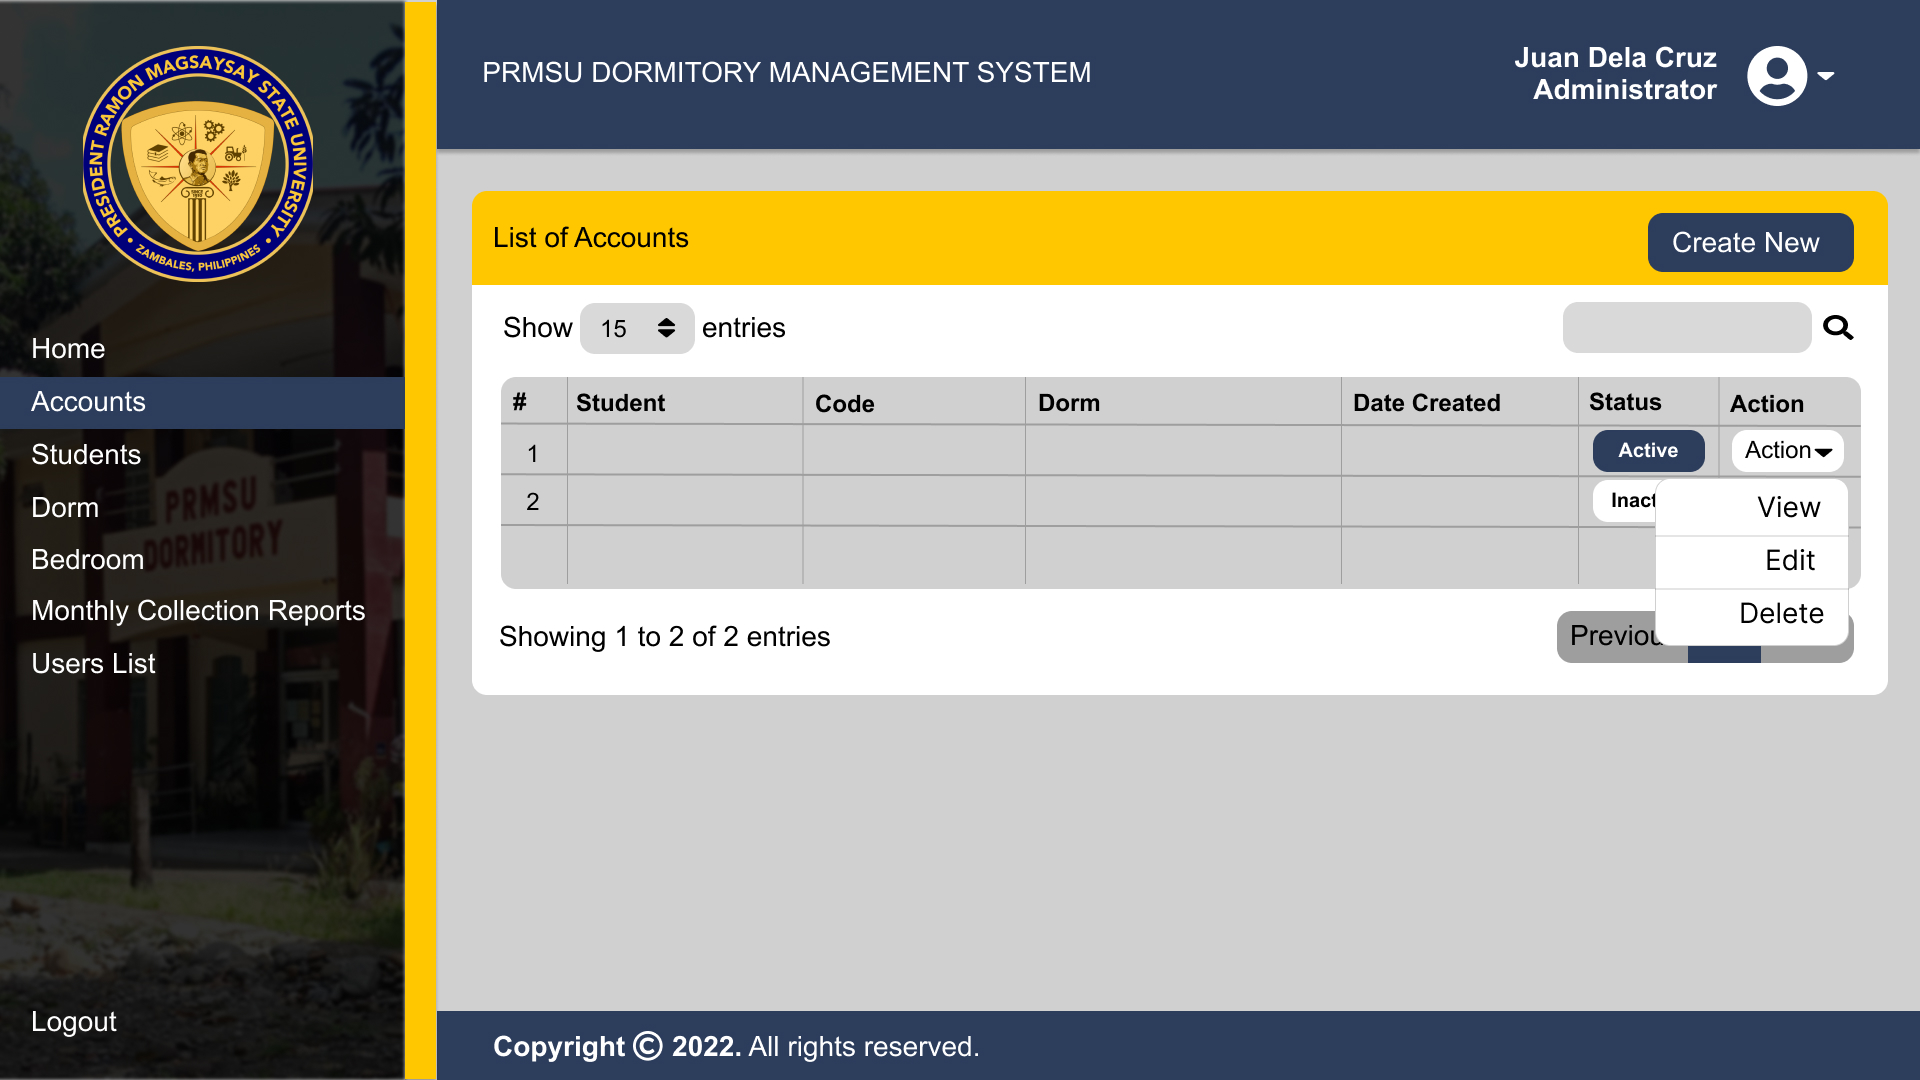 PRESIDENT RAMON MAGSAYSAY STATE UNIVERSITY
ZAMBALES, PHILIPPINES
PRMSU DORMITORY MANAGEMENT SYSTEM
Juan Dela Cruz
Administrator
Home
Accounts
Students
Dorm
Bedroom
Monthly Collection Reports
Users List
Logout
PRMSU
DORMITORY
List of Accounts
Create New
Show 15 entries
# Student Code Dorm Date Created Status Action
1 Active Action
2 Inact
View
Edit
Delete
Showing 1 to 2 of 2 entries
Previou
Copyright © 2022. All rights reserved.